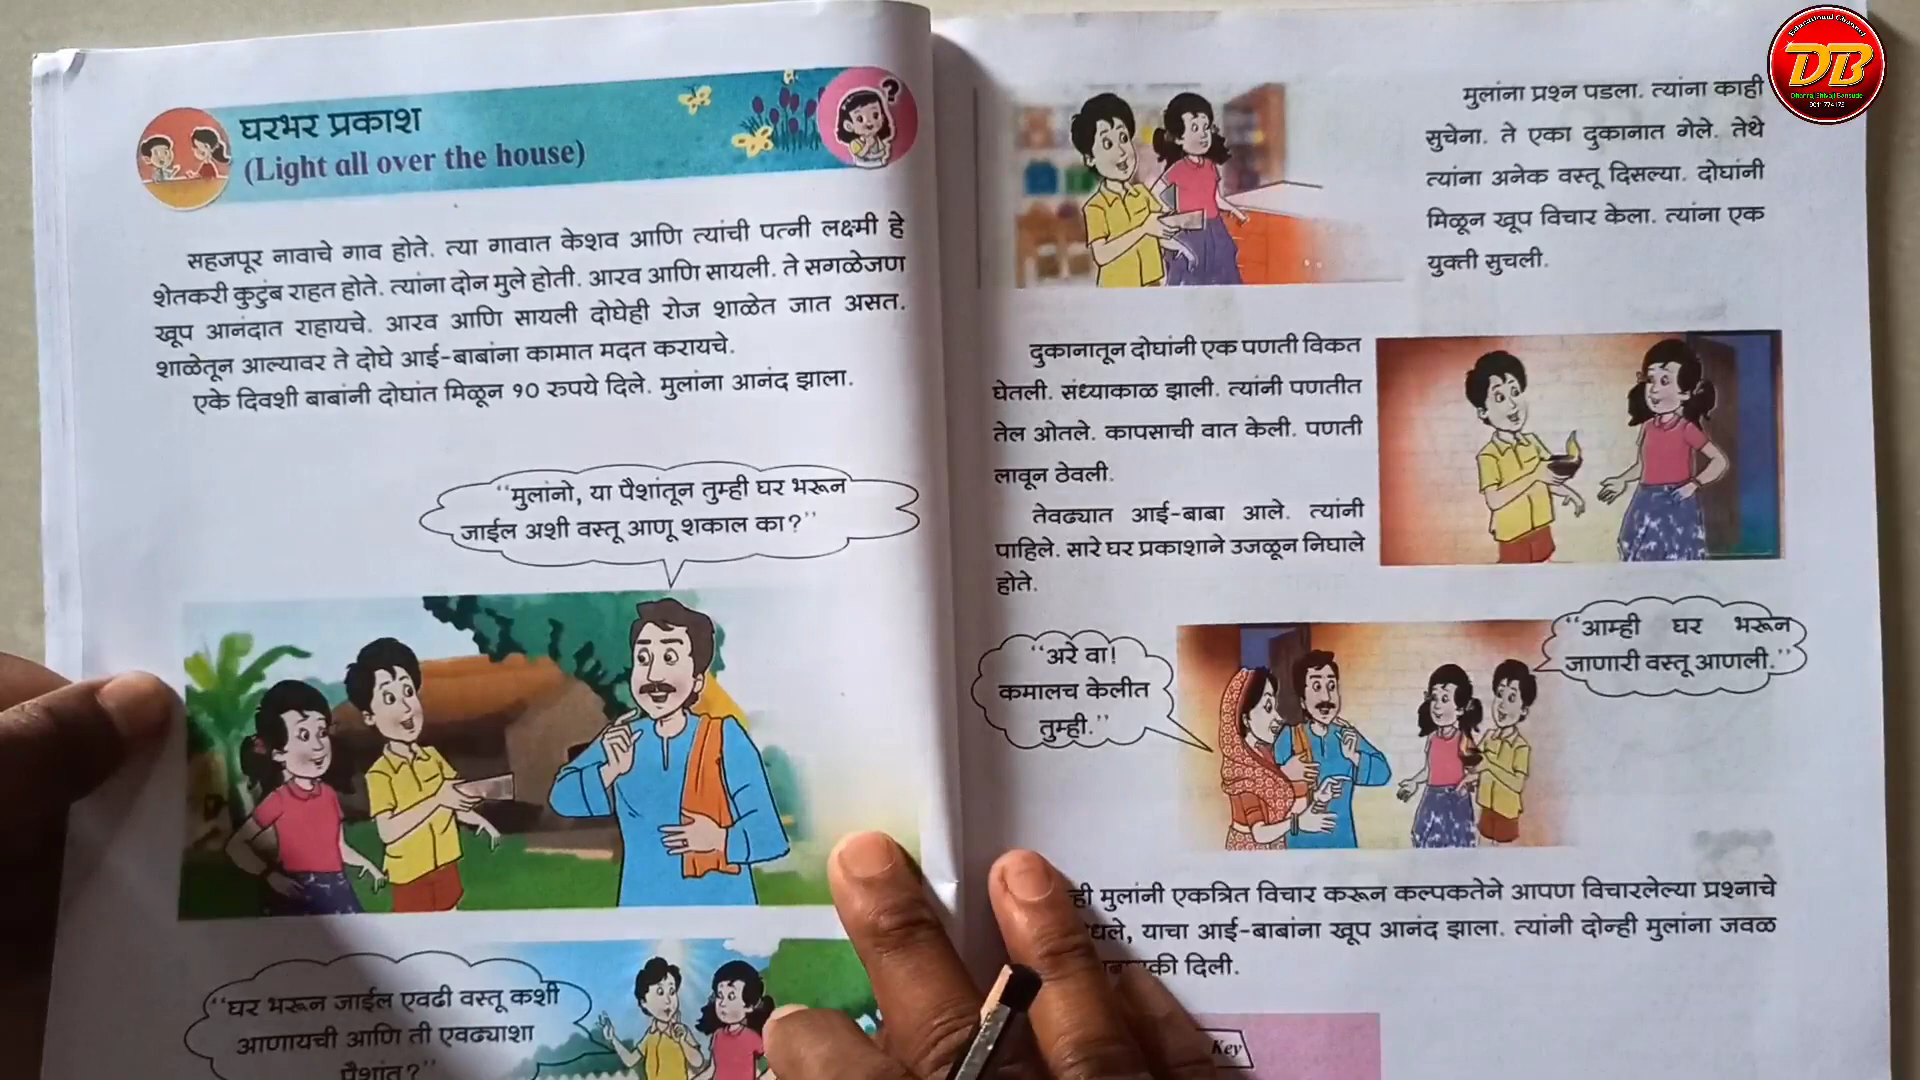 घरभर प्रकाश
(Light all over the house)
सहजपूर नावाचे गाव होते. त्या गावात केशव आणि त्यांची पत्नी लक्ष्मी हे
शेतकरी कुटुंब राहत होते. त्यांना दोन मुले होती. आरव आणि सायली. ते सगळेजण
खूप आनंदात राहायचे. आरव आणि सायली दोघेही रोज शाळेत जात असत.
शाळेतून आल्यावर ते दोघे आई-बाबांना कामात मदत करायचे.
एके दिवशी बाबांनी दोघांत मिळून १० रुपये दिले. मुलांना आनंद झाला.
“मुलांनो, या पैशांतून तुम्ही घर भरून
जाईल अशी वस्तू आणू शकाल का?”
“घर भरून जाईल एवढी वस्तू कशी
आणायची आणि ती एवढ्याशा
पैशांत?”
मुलांना प्रश्न पडला. त्यांना काही
सुचेना. ते एका दुकानात गेले. तेथे
त्यांना अनेक वस्तू दिसल्या. दोघांनी
मिळून खूप विचार केला. त्यांना एक
युक्ती सुचली.
दुकानातून दोघांनी एक पणती विकत
घेतली. संध्याकाळ झाली. त्यांनी पणतीत
तेल ओतले. कापसाची वात केली. पणती
लावून ठेवली.
तेवढ्यात आई-बाबा आले. त्यांनी
पाहिले. सारे घर प्रकाशाने उजळून निघाले
होते.
“अरे वा!
कमालच केलीत
तुम्ही.”
“आम्ही घर भरून
जाणारी वस्तू आणली.”
मुलांनी एकत्रित विचार करून कल्पकतेने आपण विचारलेल्या प्रश्नाचे
याचा आई-बाबांना खूप आनंद झाला. त्यांनी दोन्ही मुलांना जवळ
दिली.
Key
Educational Channel
DB